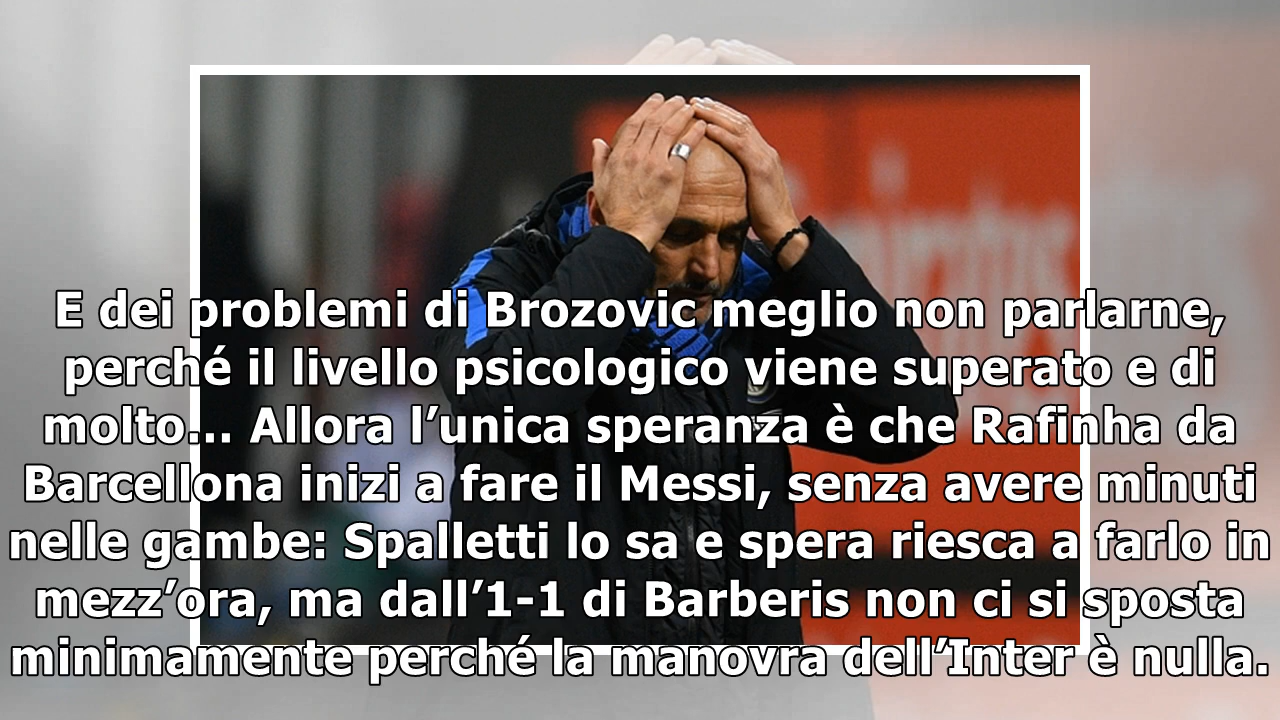 E dei problemi di Brozovic meglio non parlarne,
perché il livello psicologico viene superato e di
molto... Allora l’unica speranza è che Rafinha da
Barcellona inizi a fare il Messi, senza avere minuti
nelle gambe: Spalletti lo sa e spera riesca a farlo in
mezz’ora, ma dall’1-1 di Barberis non ci si sposta
minimamente perché la manovra dell’Inter è nulla.